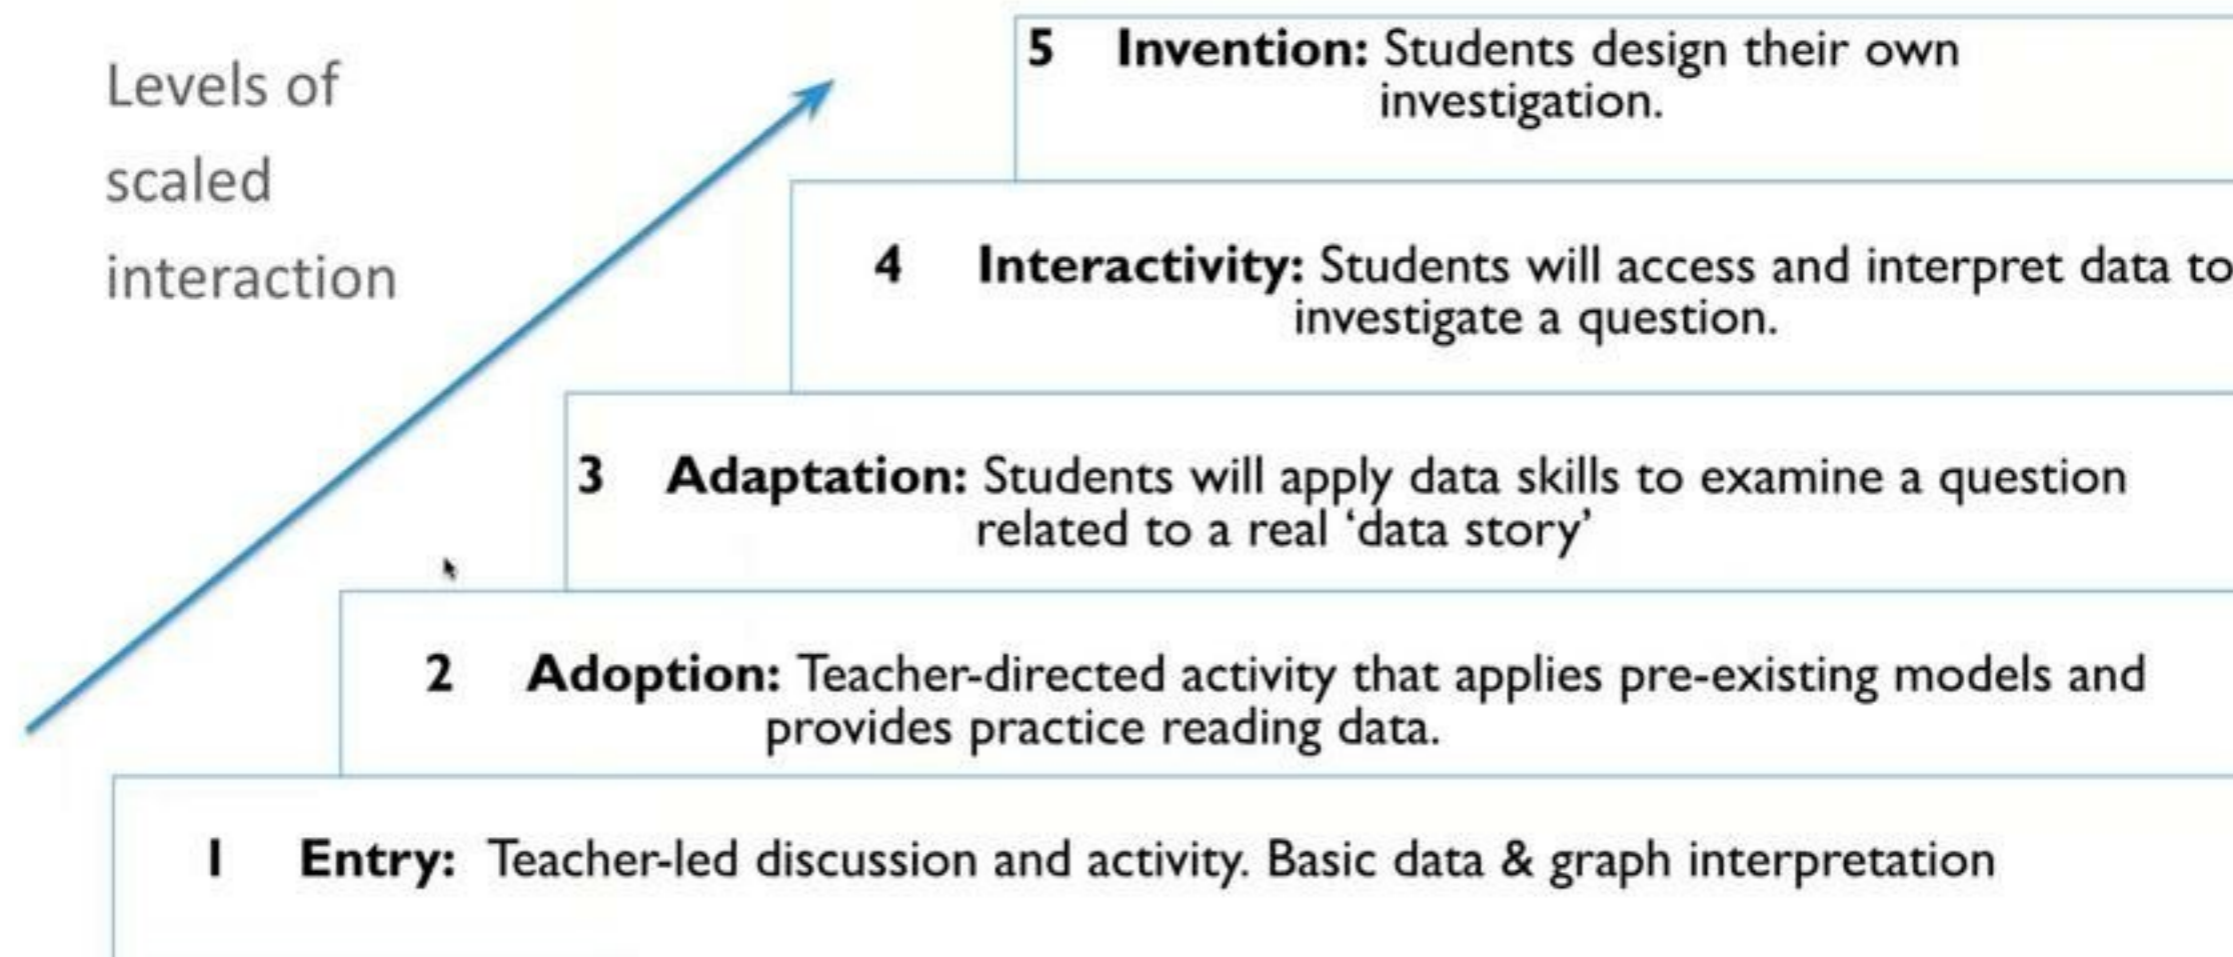 Levels of
scaled
interaction
5 Invention: Students design their own
investigation.
4 Interactivity: Students will access and interpret data to
investigate a question.
3 Adaptation: Students will apply data skills to examine a question
related to a real ‘data story’
2 Adoption: Teacher-directed activity that applies pre-existing models and
provides practice reading data.
1 Entry: Teacher-led discussion and activity. Basic data & graph interpretation